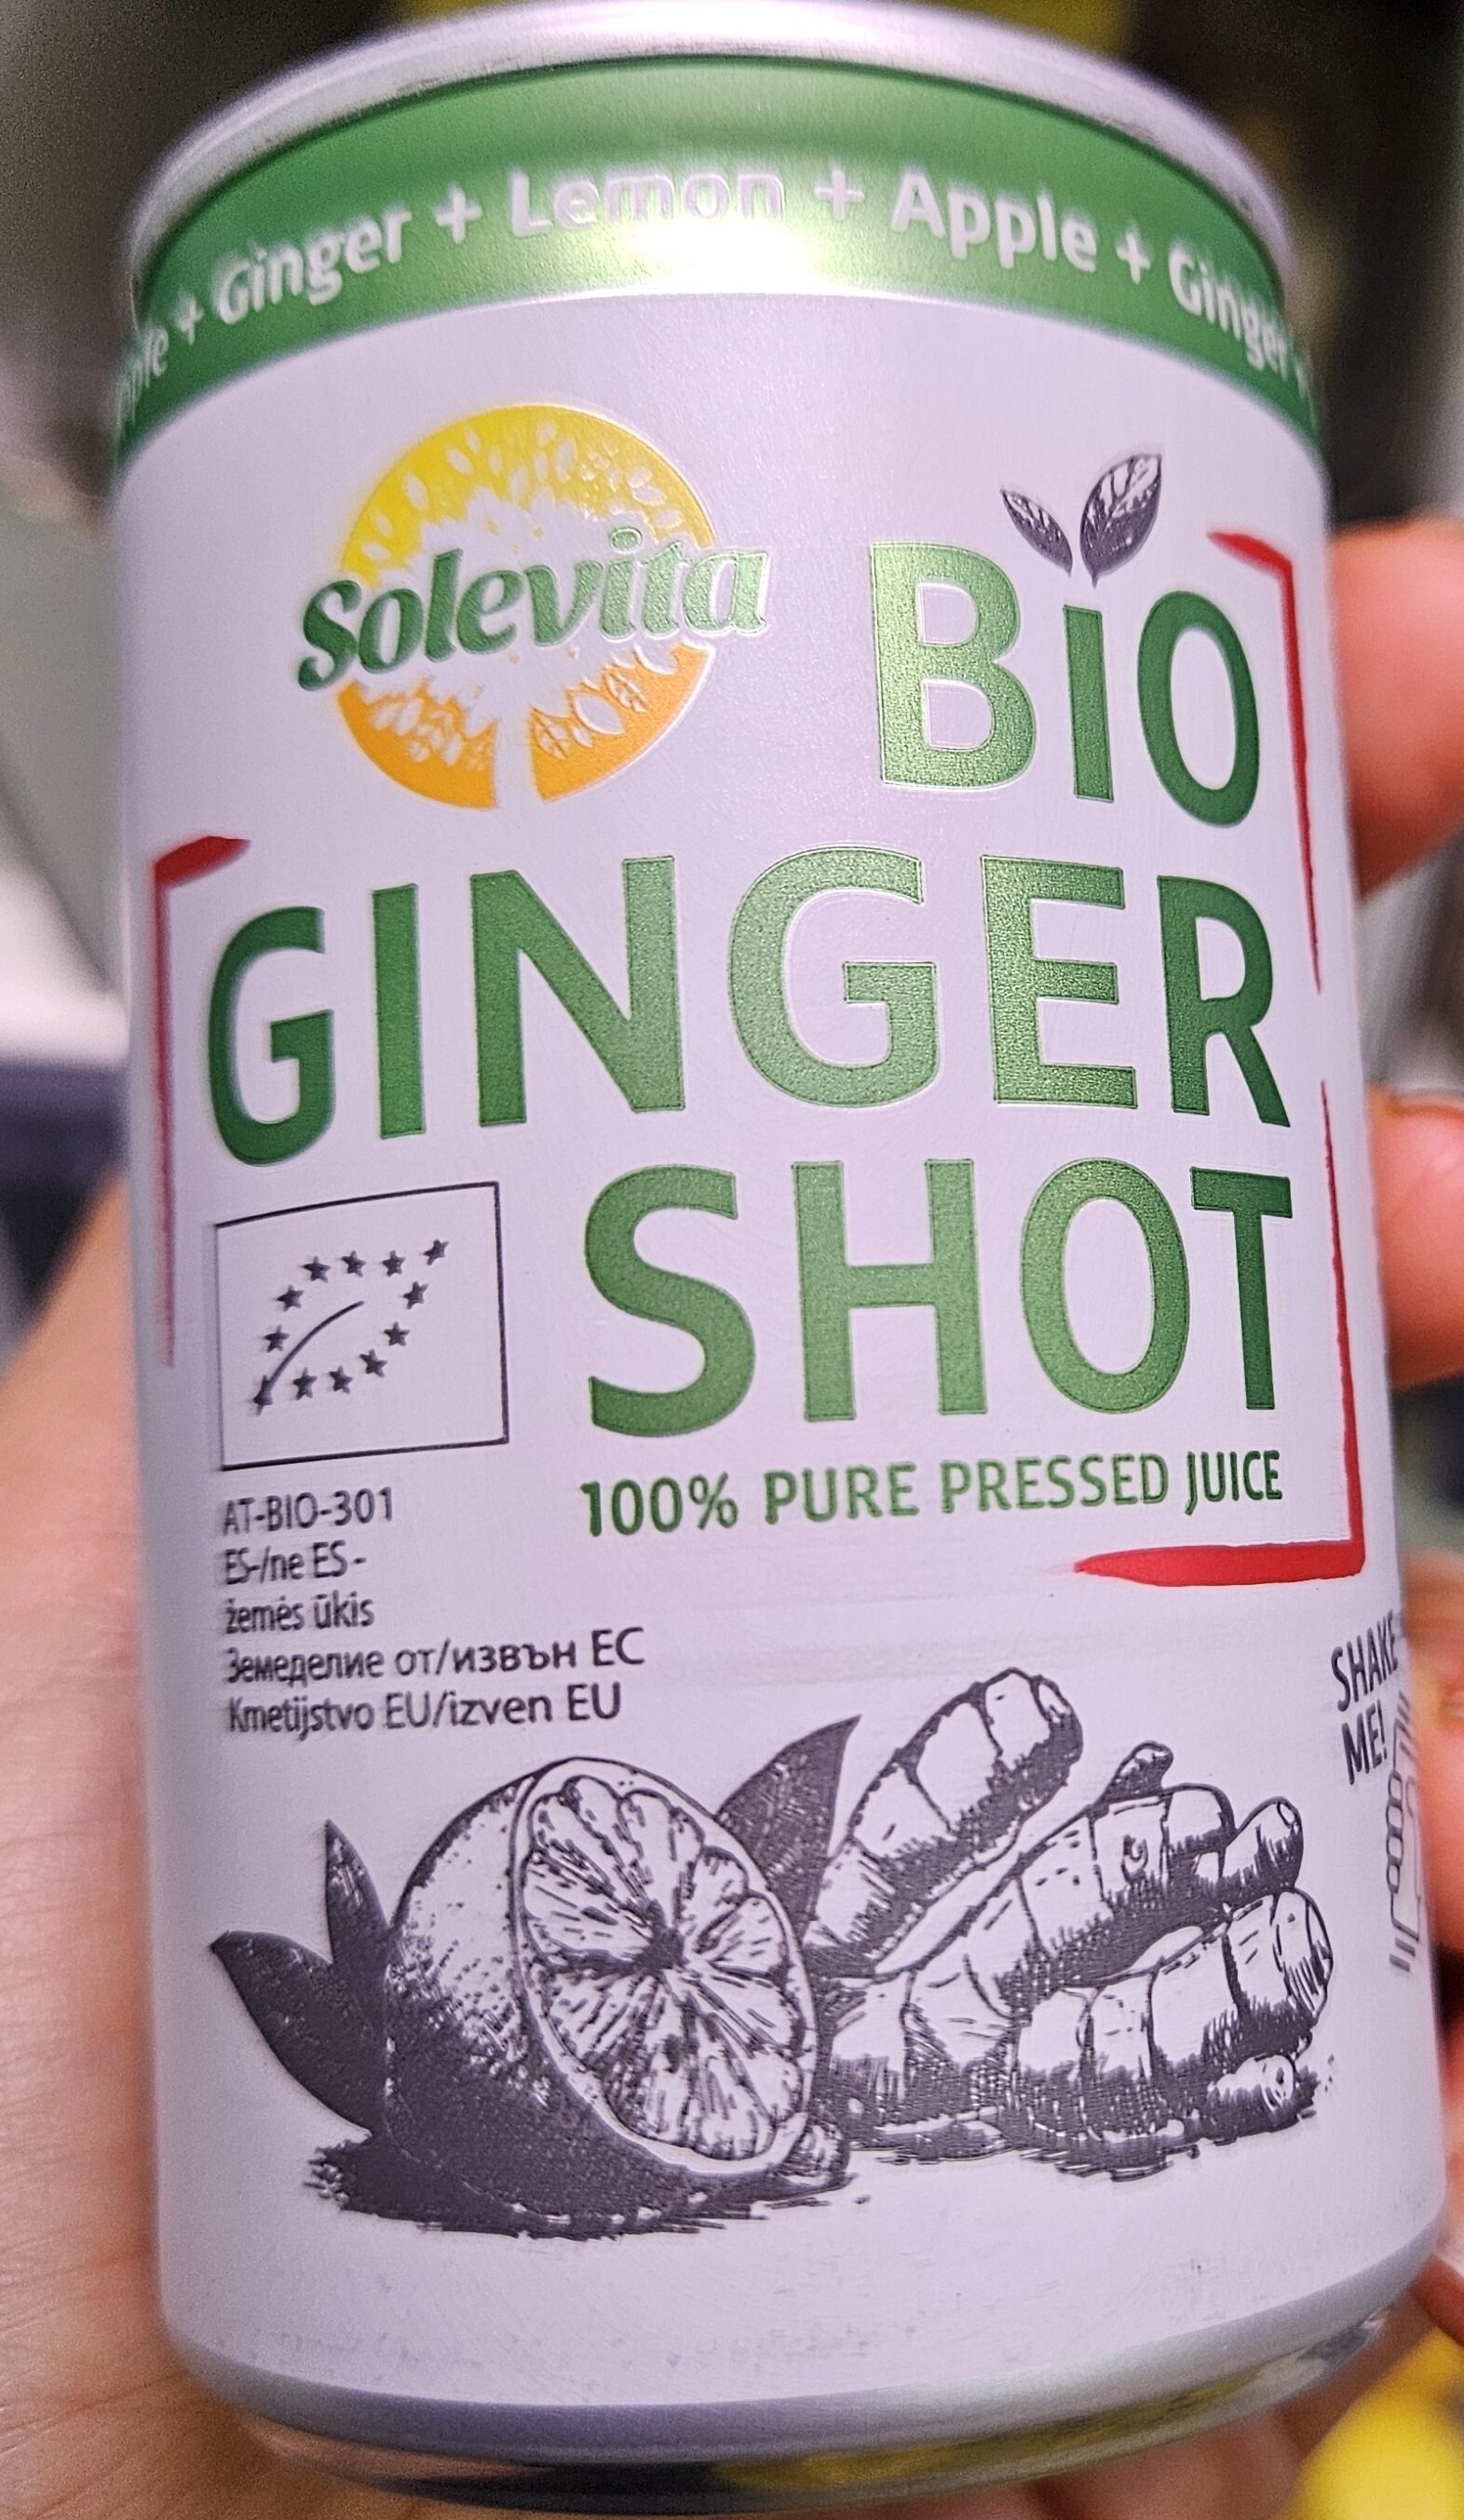 + Ginger + Lemon + Apple + Ginger
Solevita
BIO
GINGER
SHOT
100% PURE PRESSED JUICE
AT-BIO-301
ES-/ne ES -
žemės ūkis
Земеделие от/извън ЕС
Kmetijstvo EU/izven EU
SHAKE
ME!